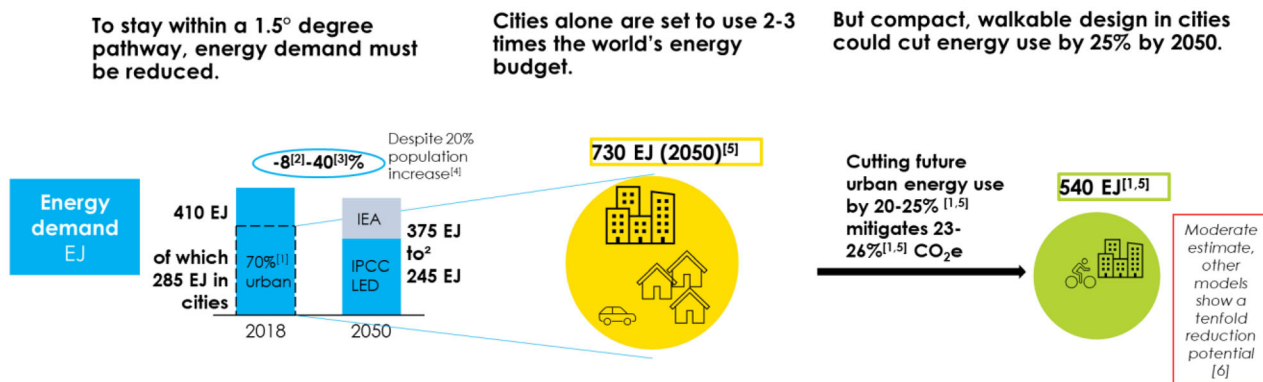 To stay within a 1.5° degree
pathway, energy demand must
be reduced.
Cities alone are set to use 2-3
times the world's energy
budget.
But compact, walkable design in cities
could cut energy use by 25% by 2050.
Energy
demand
EJ
-8[2]-40[3]%
Despite 20%
population
increase[4]
410 EJ
of which
285 EJ in
cities
70%[1]
urban
2018
IEA
IPCC
LED
2050
375 EJ
to²
245 EJ
730 EJ (2050)[5]
Cutting future
urban energy use
by 20-25% [1,5]
mitigates 23-
26%[1,5] CO₂e
540 EJ[1,5]
Moderate
estimate,
other
models
show a
tenfold
reduction
potential
[6]